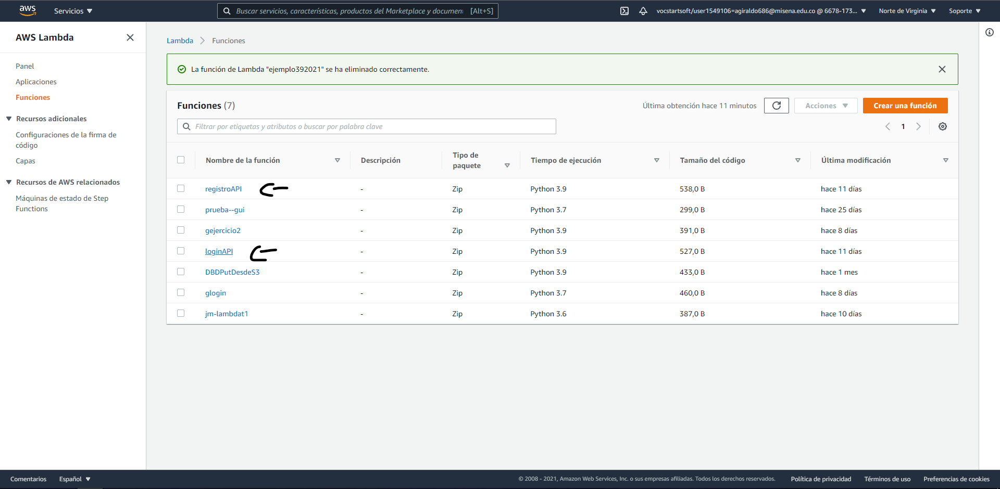 aws Servicios Buscar servicios, características, productos del Marketplace y document [Alt+S] vocstartsoft/user1549106=agiraldo686@misena.edu.co @ 6678-173... Norte de Virginia Soporte
AWS Lambda
Panel
Aplicaciones
Funciones
Recursos adicionales
Configuraciones de la firma de
código
Capas
Recursos de AWS relacionados
Máquinas de estado de Step
Functions
Lambda Funciones
La función de Lambda "ejemplo392021" se ha eliminado correctamente.
Funciones (7) Última obtención hace 11 minutos Acciones Crear una función
Filtrar por etiquetas y atributos o buscar por palabra clave 1
Nombre de la función Descripción Tipo de paquete Tiempo de ejecución Tamaño del código Última modificación
registroAPI - Zip Python 3.9 538,0 B hace 11 días
prueba--gui - Zip Python 3.7 299,0 B hace 25 días
gejercicio2 - Zip Python 3.9 391,0 B hace 8 días
loginAPI - Zip Python 3.9 527,0 B hace 11 días
DBDPutDesdeS3 - Zip Python 3.9 433,0 B hace 1 mes
glogin - Zip Python 3.7 460,0 B hace 8 días
jm-lambdat1 - Zip Python 3.6 387,0 B hace 10 días
Comentarios Español © 2008 - 2021, Amazon Web Services, Inc. o sus empresas afiliadas. Todos los derechos reservados. Política de privacidad Términos de uso Preferencias de cookies